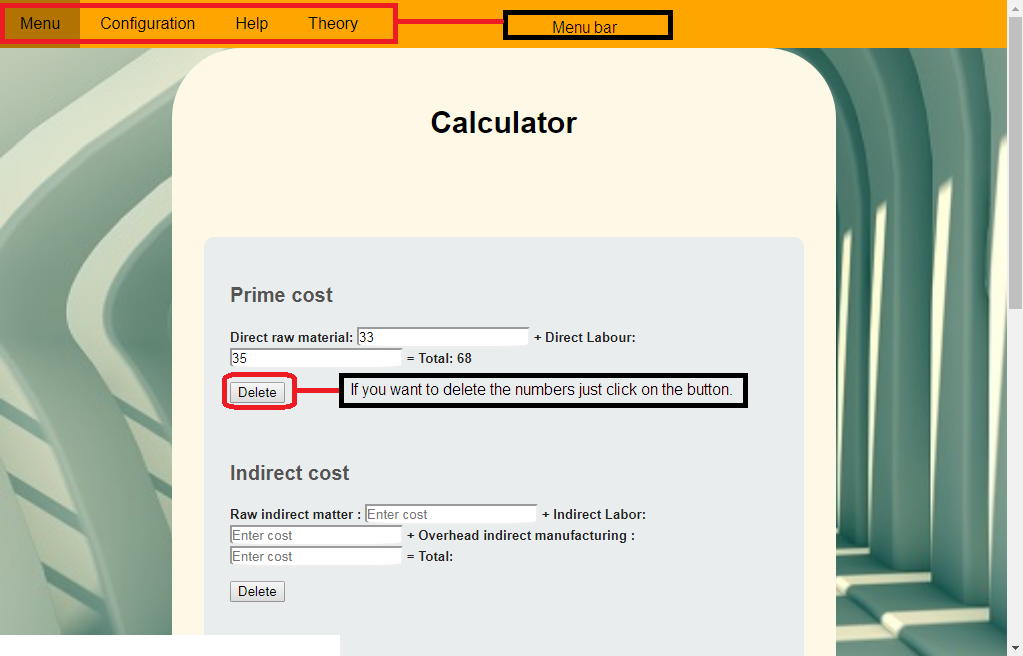 Menu Configuration Help Theory
Menu bar
Calculator
Prime cost
Direct raw material: 33 + Direct Labour:
35 = Total: 68
Delete
If you want to delete the numbers just click on the button.
Indirect cost
Raw indirect matter : Enter cost + Indirect Labor:
Enter cost + Overhead indirect manufacturing :
Enter cost = Total:
Delete